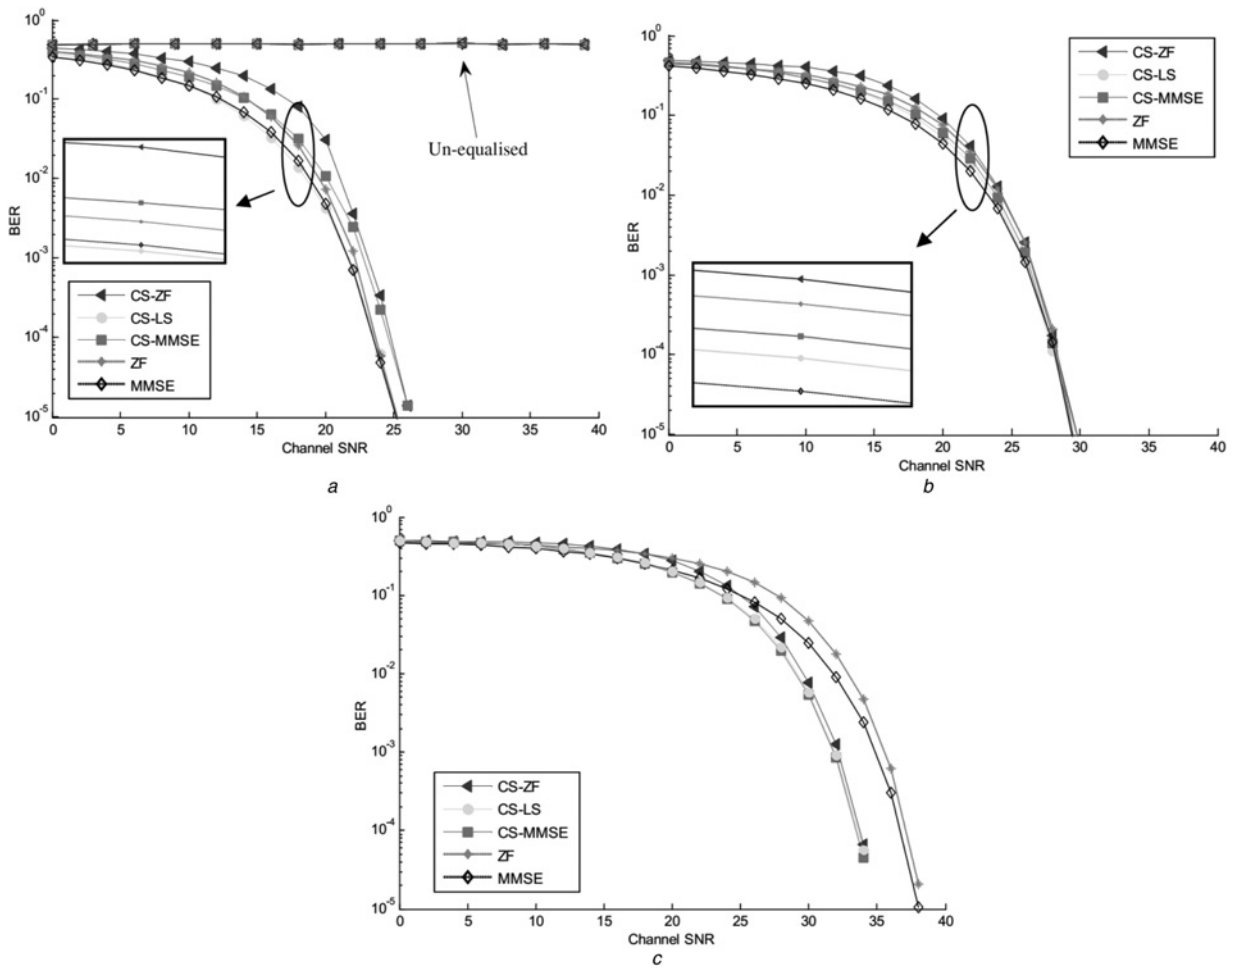 10^0
10^-1
10^-2
10^-3
10^-4
10^-5
BER
Un-equalised
CS-ZF
CS-LS
CS-MMSE
ZF
MMSE
0 5 10 15 20 25 30 35 40
Channel SNR
a
10^0
10^-1
10^-2
10^-3
10^-4
10^-5
BER
CS-ZF
CS-LS
CS-MMSE
ZF
MMSE
0 5 10 15 20 25 30 35 40
Channel SNR
b
10^0
10^-1
10^-2
10^-3
10^-4
10^-5
BER
CS-ZF
CS-LS
CS-MMSE
ZF
MMSE
0 5 10 15 20 25 30 35 40
Channel SNR
c